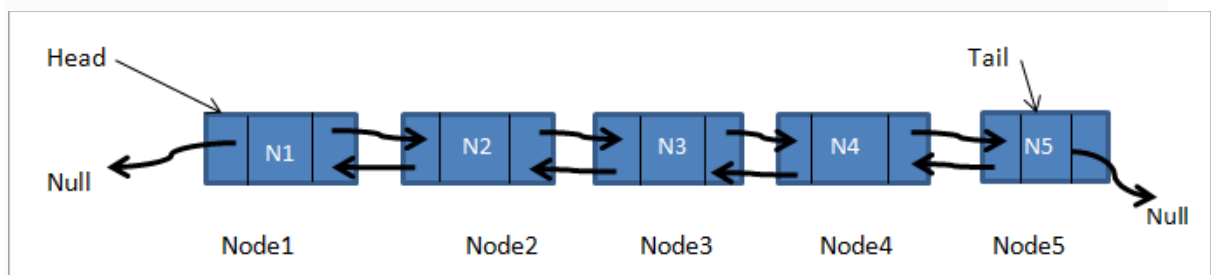 Head
Tail
N1 N2 N3 N4 N5
Null
Null
Node1 Node2 Node3 Node4 Node5